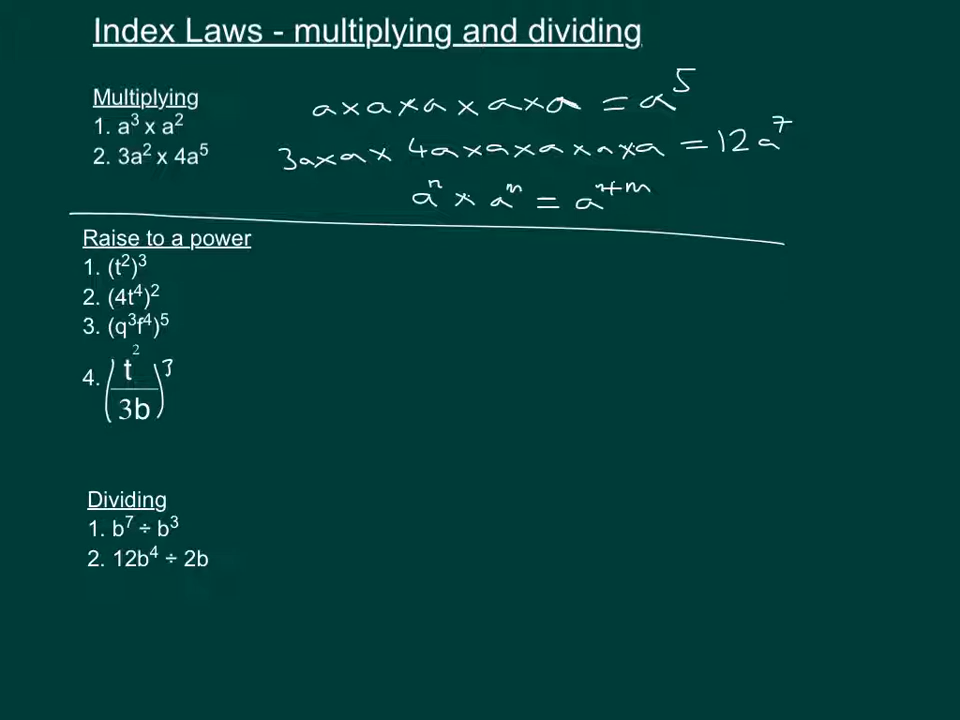 Index Laws - multiplying and dividing
Multiplying
1. a³ x a²
a × a × a × a × a = a⁵
2. 3a² x 4a⁵
3a × a × 4a × a × a × a × a = 12a⁷
aⁿ × aᵐ = aⁿ⁺ᵐ
Raise to a power
1. (t²)³
2. (4t⁴)²
3. (q³f⁴)⁵
4. (t²/3b)³
Dividing
1. b⁷ ÷ b³
2. 12b⁴ ÷ 2b